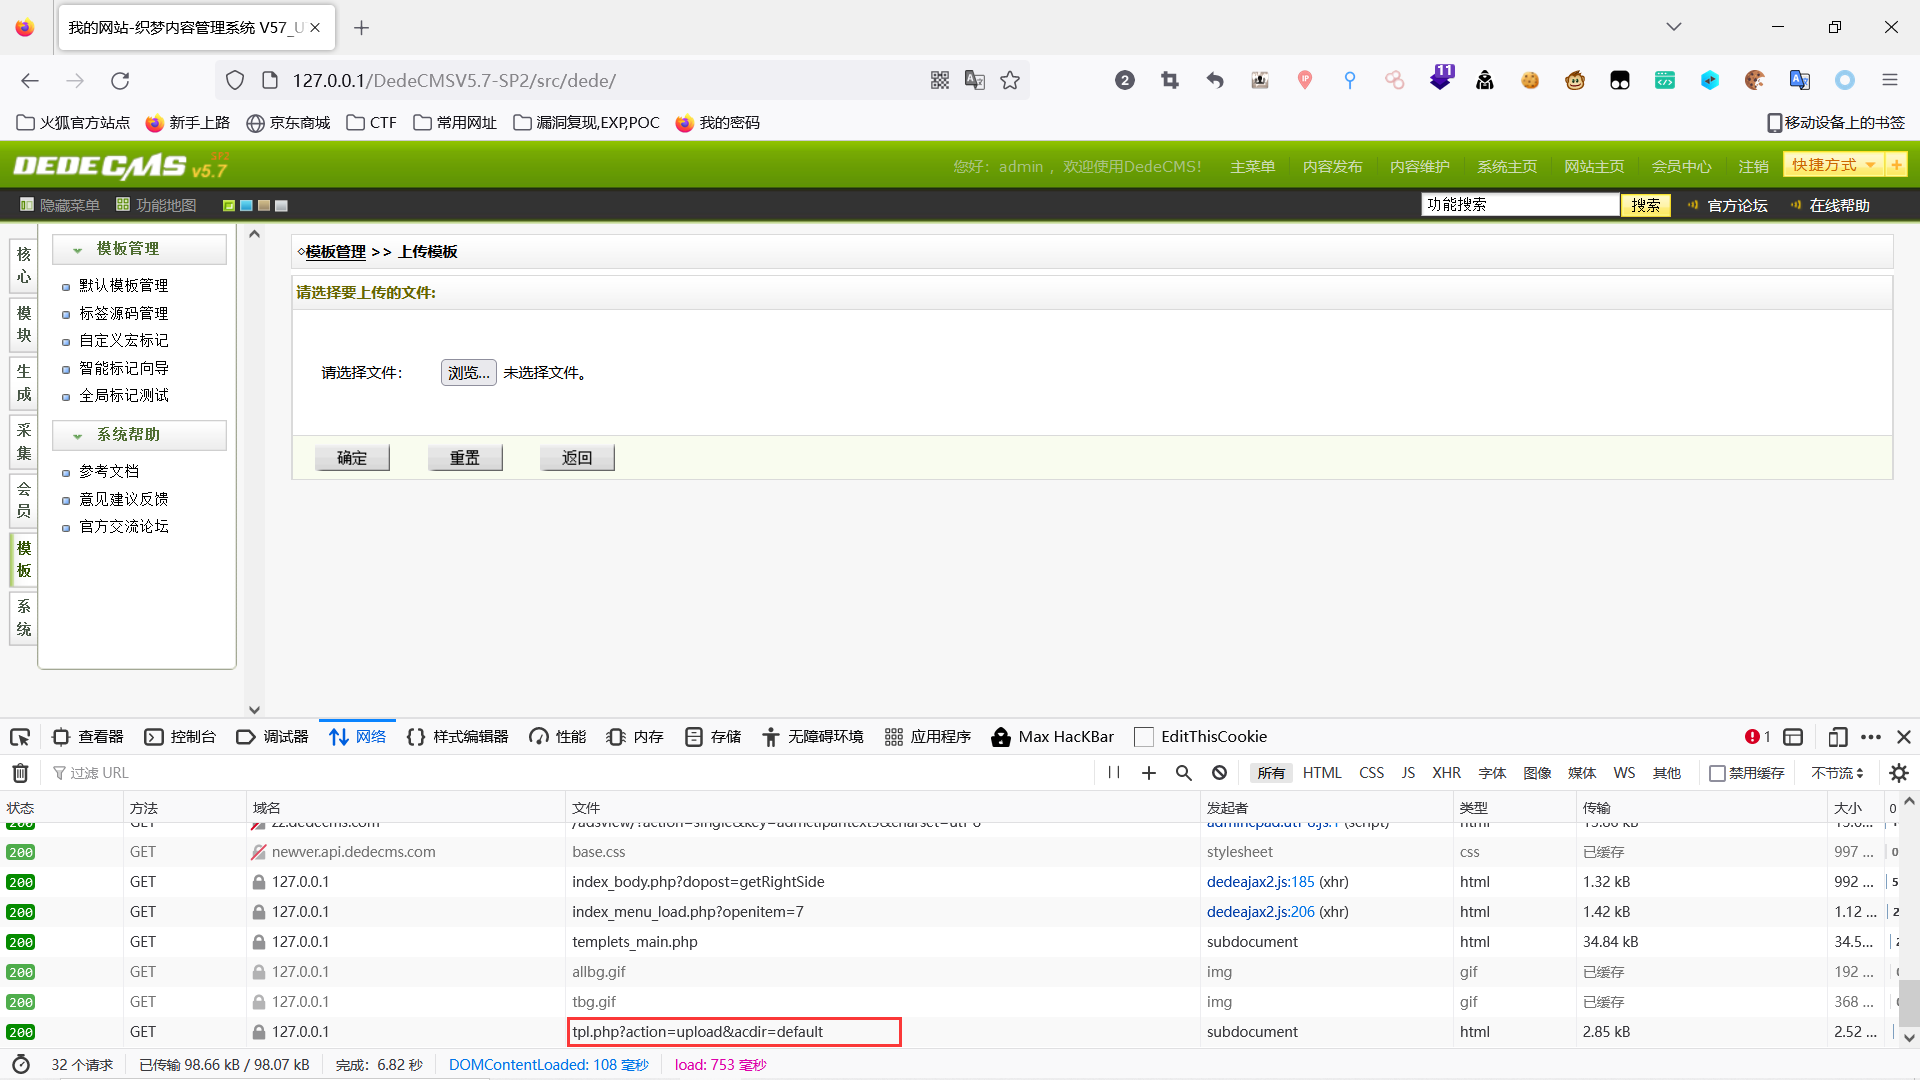 我的网站-织梦内容管理系统 V57_U
127.0.0.1/DedeCMSV5.7-SP2/src/dede/
2
11
火狐官方站点 新手上路 京东商城 CTF 常用网址 漏洞复现,EXP,POC 我的密码 移动设备上的书签
DEDECMS v5.7 SP2
您好：admin ，欢迎使用DedeCMS！ 主菜单 内容发布 内容维护 系统主页 网站主页 会员中心 注销 快捷方式 +
隐藏菜单 功能地图 功能搜索 搜索 官方论坛 在线帮助
核心
模块
生成
采集
会员
模板
系统
模板管理
默认模板管理
标签源码管理
自定义宏标记
智能标记向导
全局标记测试
系统帮助
参考文档
意见建议反馈
官方交流论坛
模板管理 >> 上传模板
请选择要上传的文件:
请选择文件： 浏览... 未选择文件。
确定 重置 返回
查看器 控制台 调试器 网络 样式编辑器 性能 内存 存储 无障碍环境 应用程序 Max HacKBar EditThisCookie 1
过滤 URL 所有 HTML CSS JS XHR 字体 图像 媒体 WS 其他 禁用缓存 不节流
状态 方法 域名 文件 发起者 类型 传输 大小 0
200 GET zz.dedecms.com
200 GET newver.api.dedecms.com base.css stylesheet css 已缓存 997 ... 0
200 GET 127.0.0.1 index_body.php?dopost=getRightSide dedeajax2.js:185 (xhr) html 1.32 kB 992 ... 5
200 GET 127.0.0.1 index_menu_load.php?openitem=7 dedeajax2.js:206 (xhr) html 1.42 kB 1.12 ... 2
200 GET 127.0.0.1 templets_main.php subdocument html 34.84 kB 34.5...
200 GET 127.0.0.1 allbg.gif img gif 已缓存 192 ...
200 GET 127.0.0.1 tbg.gif img gif 已缓存 368 ...
200 GET 127.0.0.1 tpl.php?action=upload&acdir=default subdocument html 2.85 kB 2.52 ...
32 个请求 已传输 98.66 kB / 98.07 kB 完成：6.82 秒 DOMContentLoaded: 108 毫秒 load: 753 毫秒